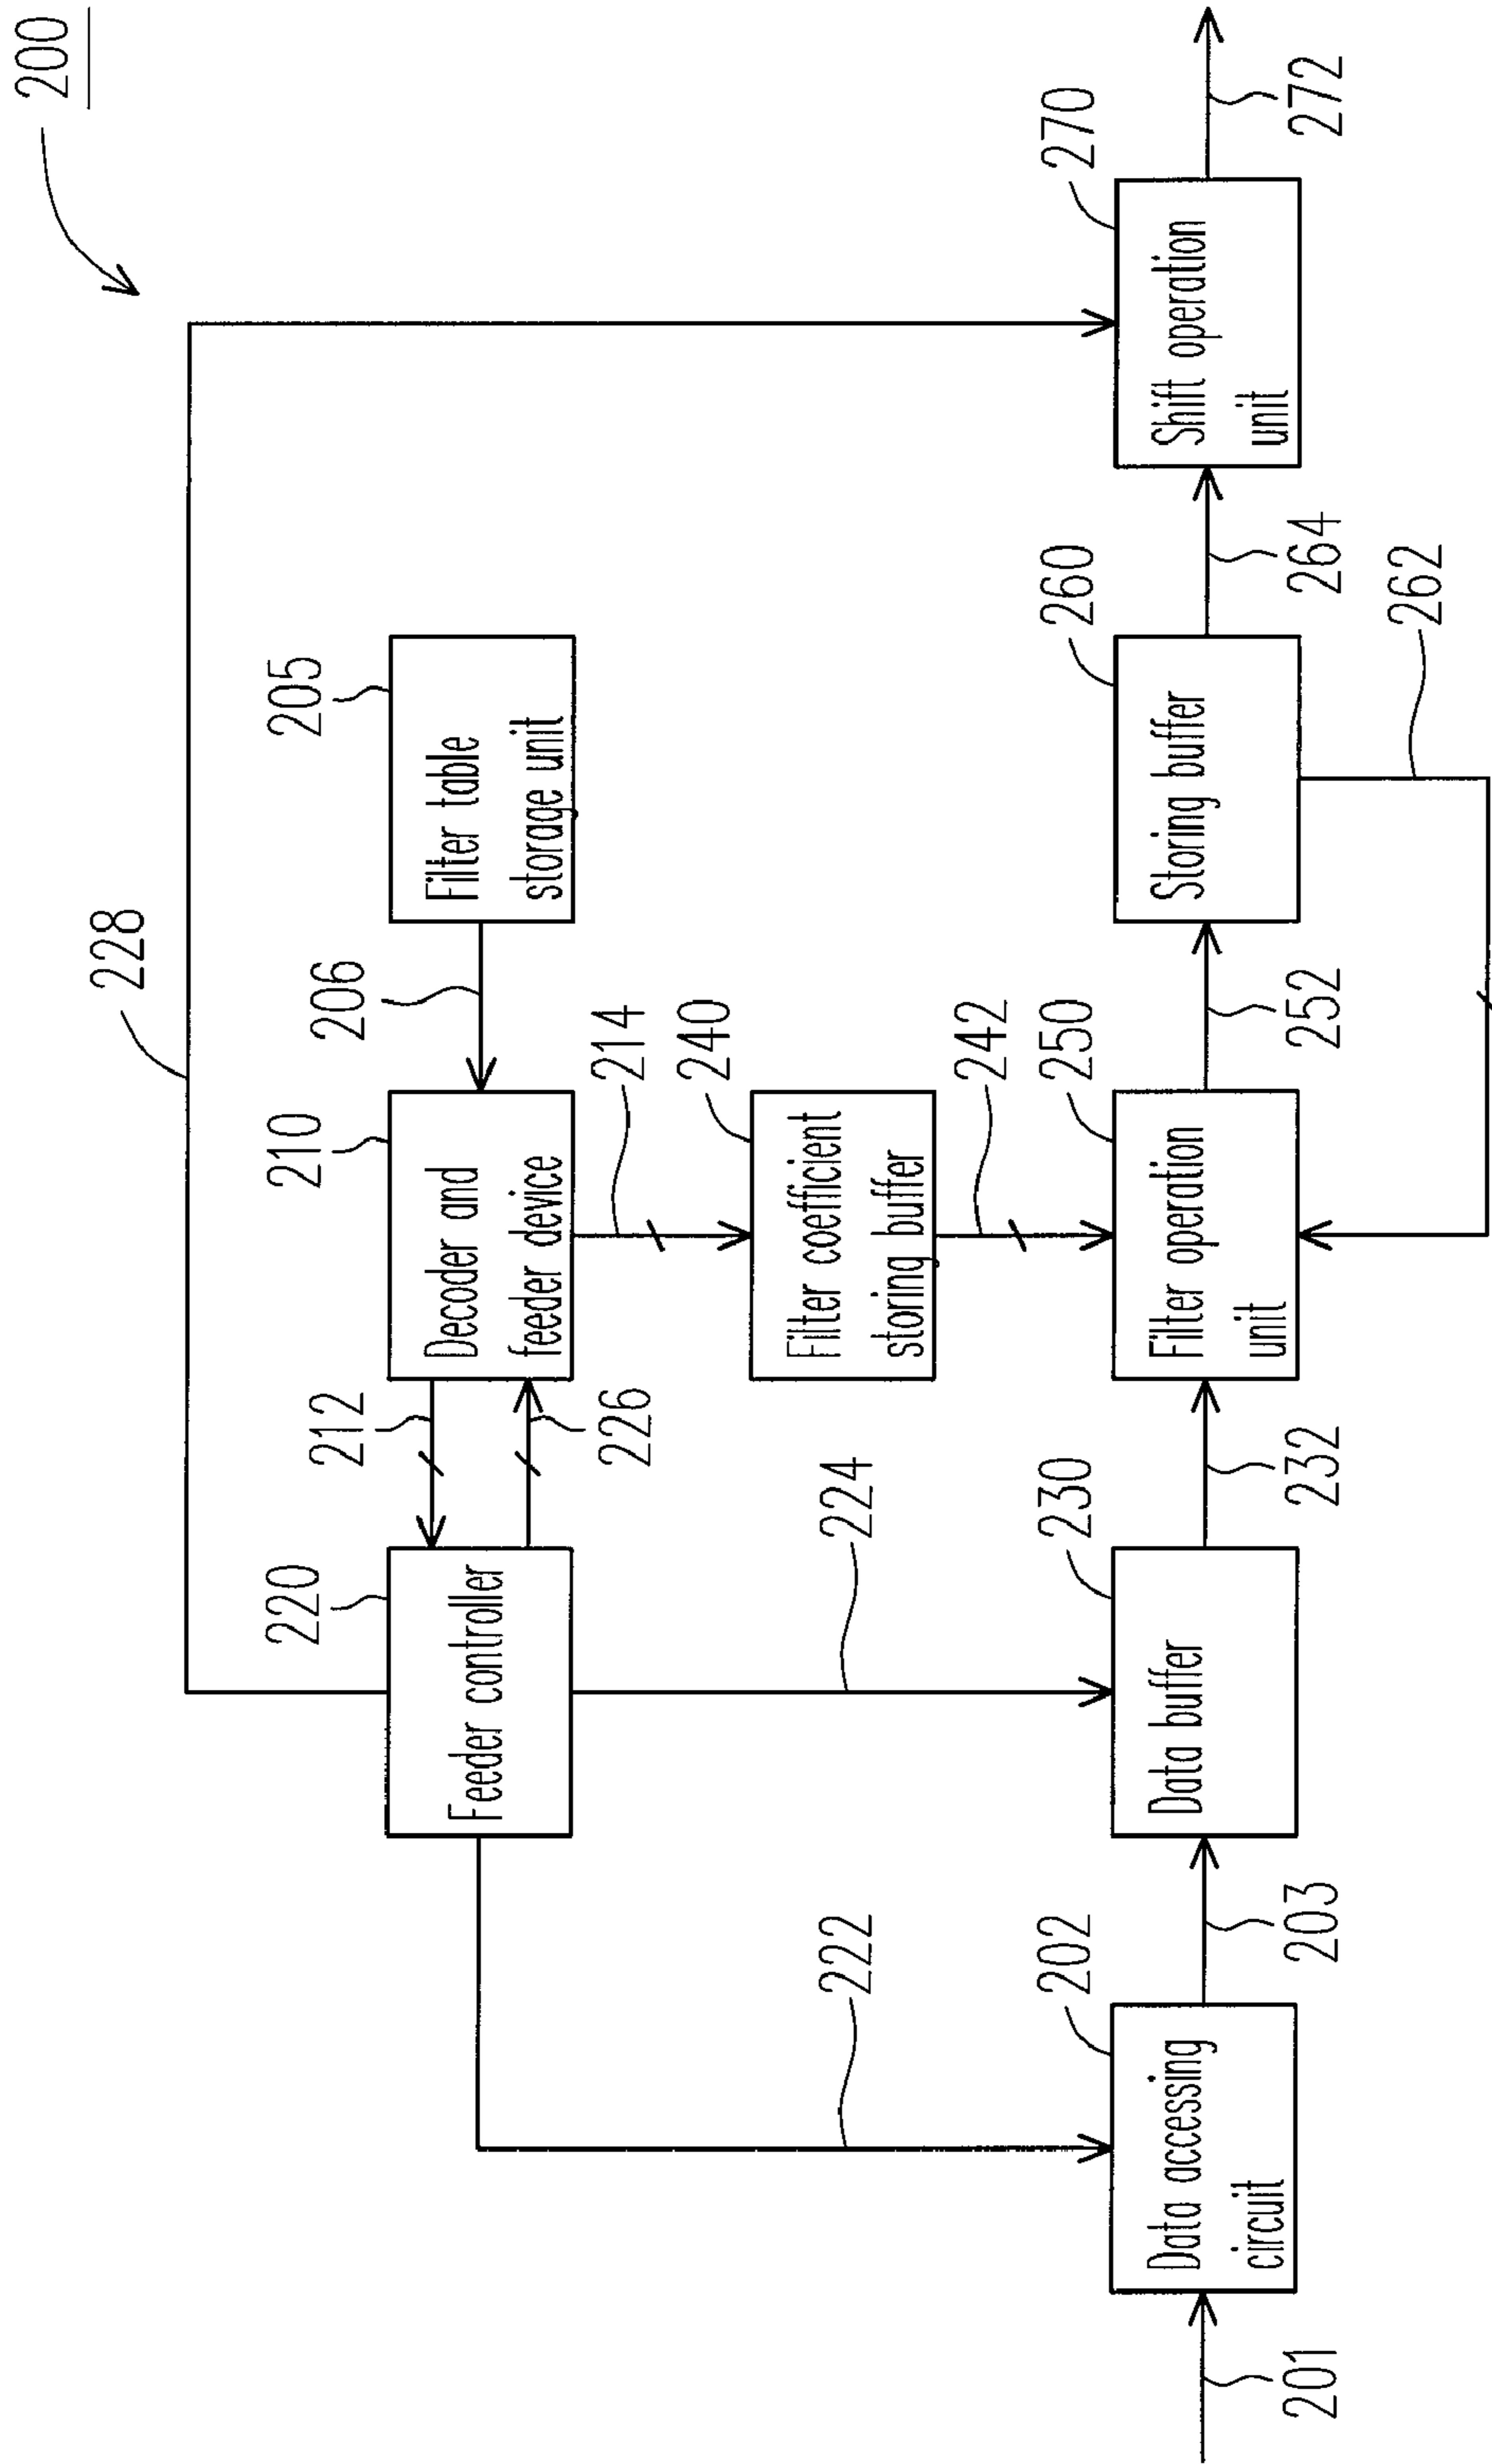 200
228
220
Feeder controller
212
226
210
Decoder and
feeder device
206
205
Filter table
storage unit
214
240
Filter coefficient
storing buffer
242
222
224
202
Data accessing
circuit
201
203
230
Data buffer
232
250
Filter operation
unit
252
260
Storing buffer
262
264
270
Shift operation
unit
272